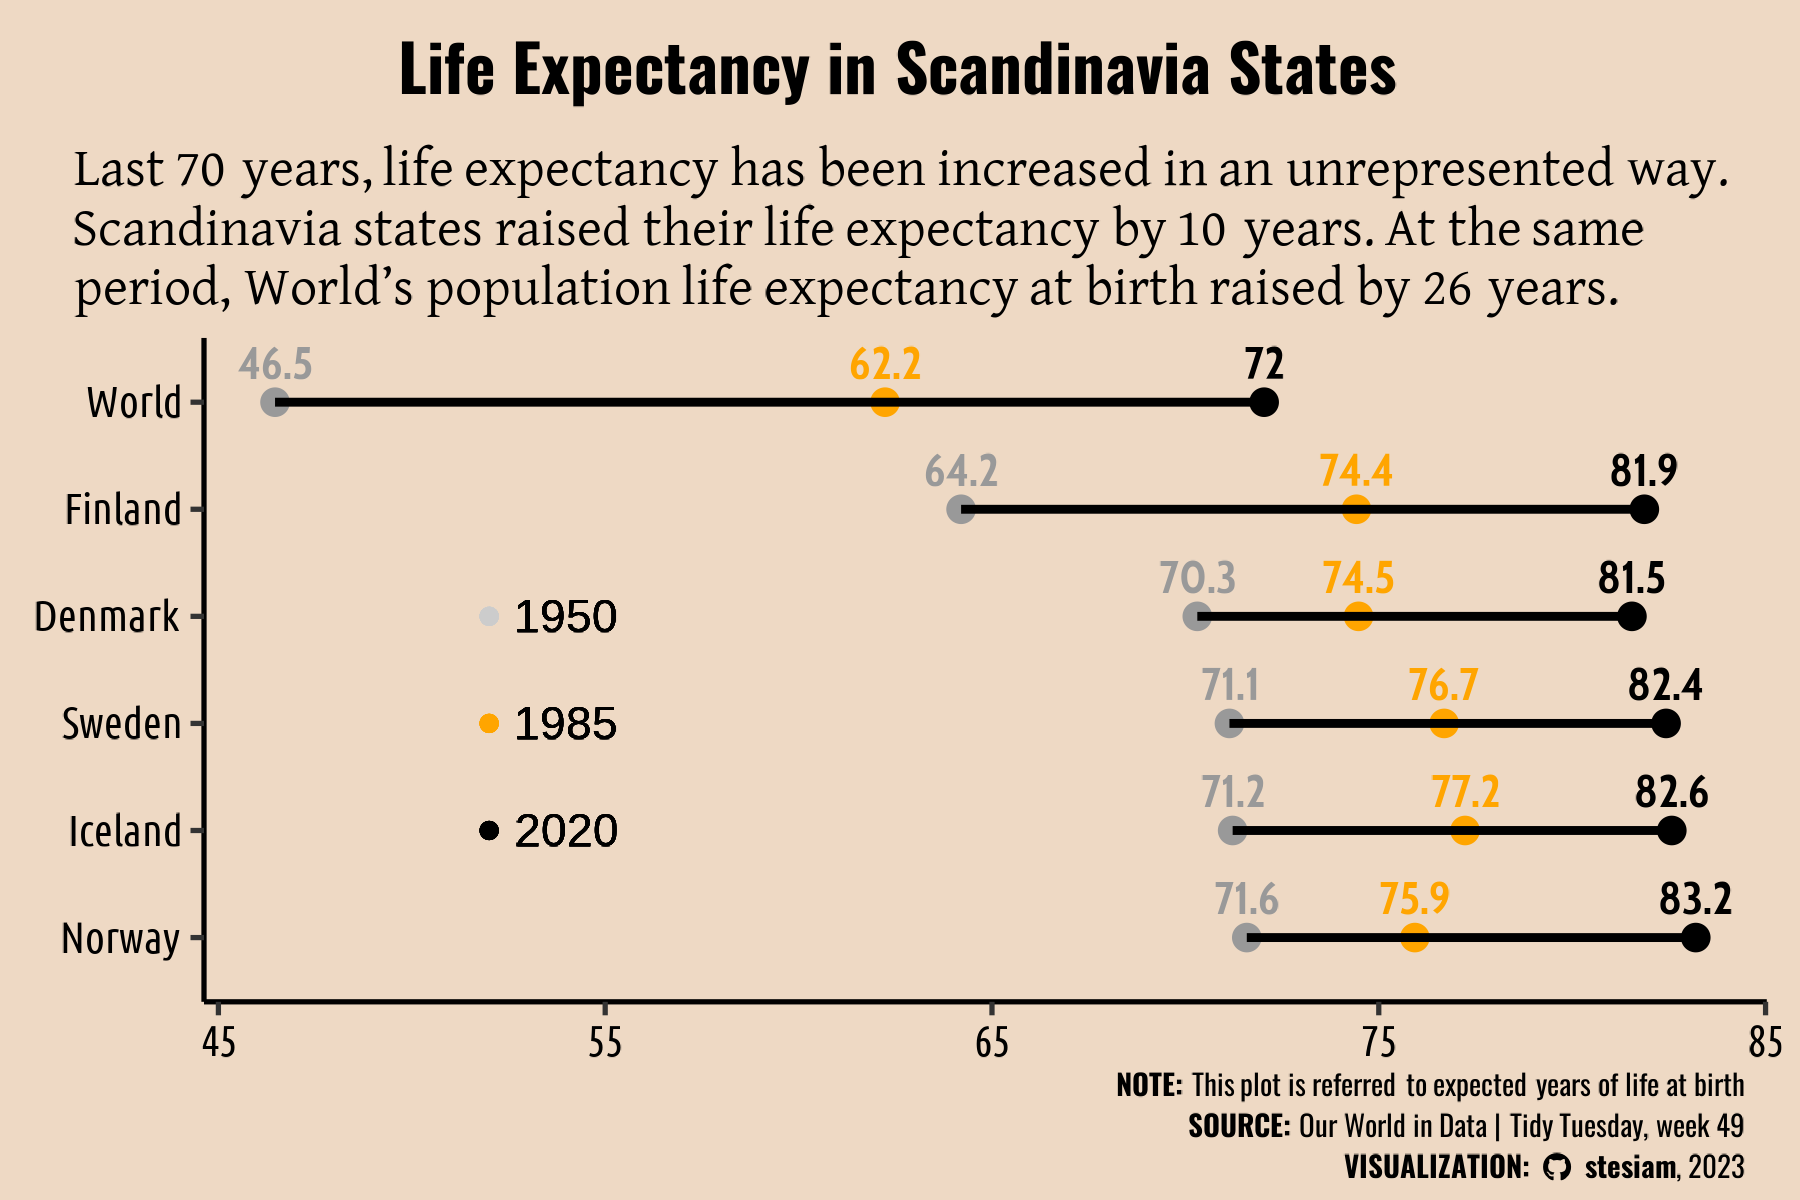 Life Expectancy in Scandinavia States
Last 70 years, life expectancy has been increased in an unrepresented way.
Scandinavia states raised their life expectancy by 10 years. At the same
period, World’s population life expectancy at birth raised by 26 years.
46.5 62.2 72
World
64.2 74.4 81.9
Finland
70.3 74.5 81.5
Denmark 1950
71.1 76.7 82.4
Sweden 1985
71.2 77.2 82.6
Iceland 2020
71.6 75.9 83.2
Norway
45 55 65 75 85
NOTE: This plot is referred to expected years of life at birth
SOURCE: Our World in Data | Tidy Tuesday, week 49
VISUALIZATION: stesiam, 2023